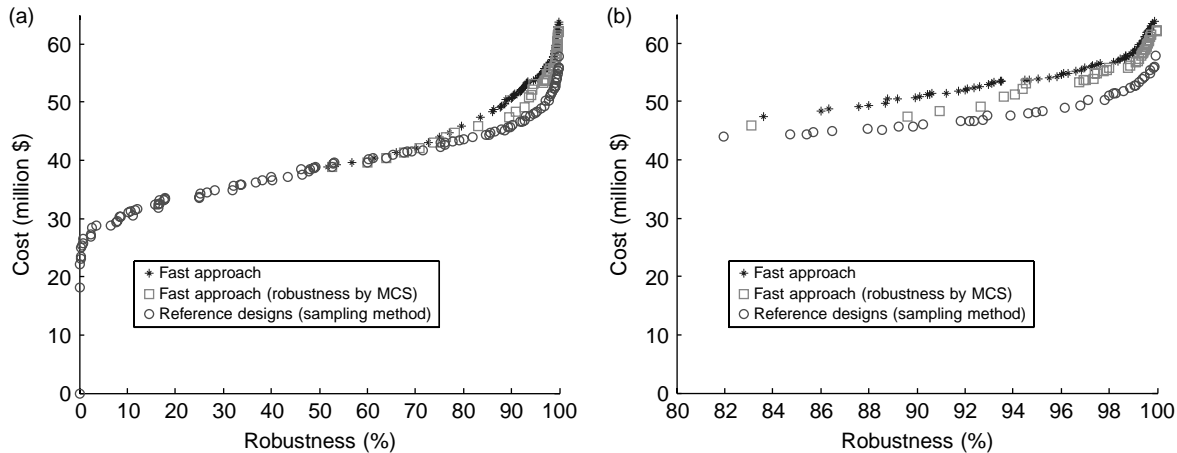 (a)
60
50
40
30
20
10
0
Cost (million $)
Fast approach
Fast approach (robustness by MCS)
Reference designs (sampling method)
0 10 20 30 40 50 60 70 80 90 100
Robustness (%)
(b)
60
50
40
30
20
10
0
Cost (million $)
Fast approach
Fast approach (robustness by MCS)
Reference designs (sampling method)
80 82 84 86 88 90 92 94 96 98 100
Robustness (%)